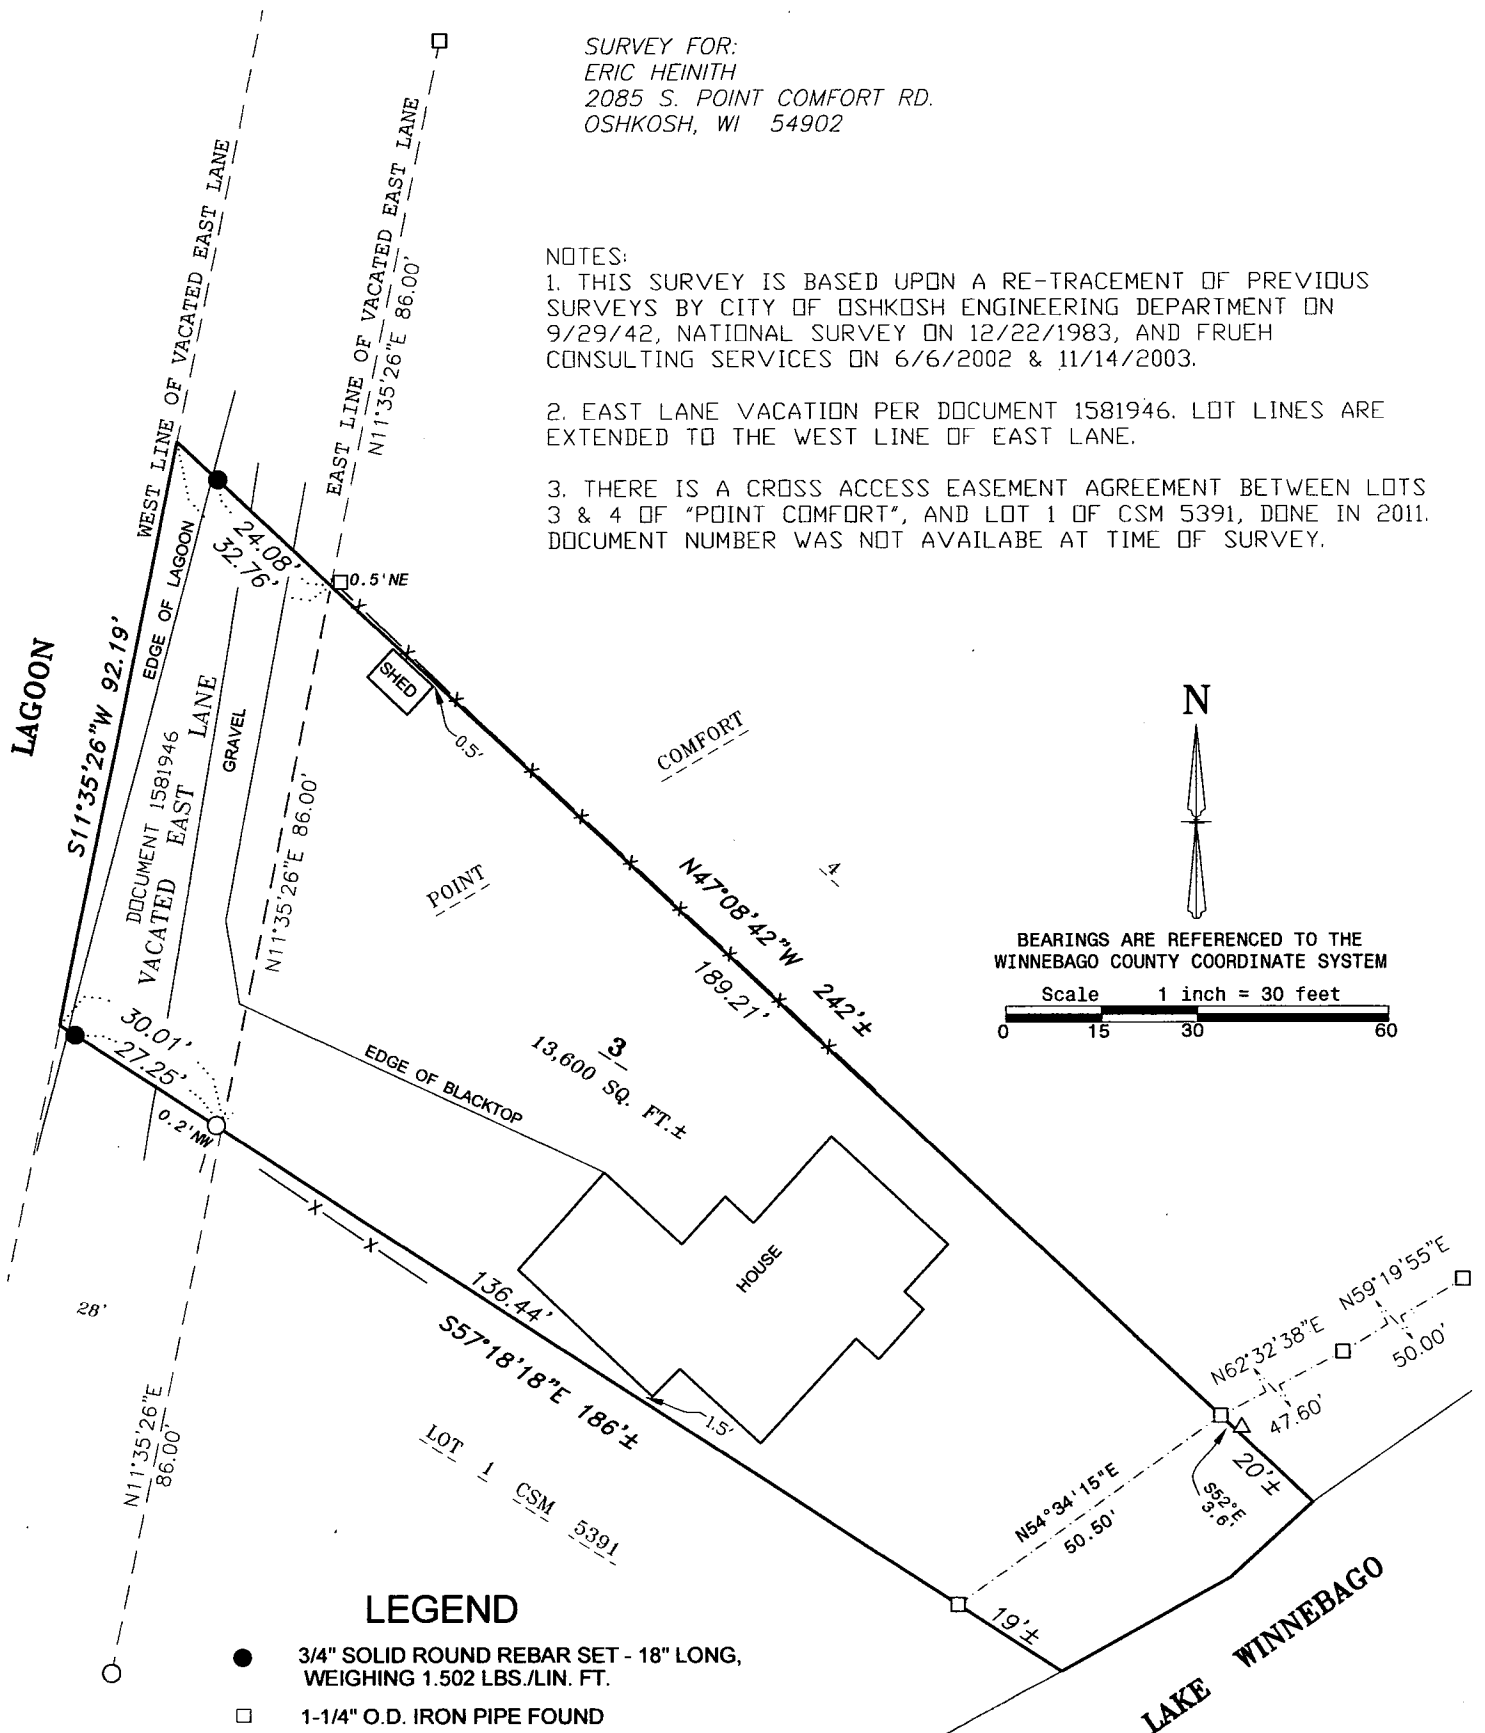 SURVEY FOR:
ERIC HEINITH
2085 S. POINT COMFORT RD.
OSHKOSH, WI 54902
NOTES:
1. THIS SURVEY IS BASED UPON A RE-TRACEMENT OF PREVIOUS
SURVEYS BY CITY OF OSHKOSH ENGINEERING DEPARTMENT ON
9/29/42, NATIONAL SURVEY ON 12/22/1983, AND FRUEH
CONSULTING SERVICES ON 6/6/2002 & 11/14/2003.
2. EAST LANE VACATION PER DOCUMENT 1581946. LOT LINES ARE
EXTENDED TO THE WEST LINE OF EAST LANE.
3. THERE IS A CROSS ACCESS EASEMENT AGREEMENT BETWEEN LOTS
3 & 4 OF "POINT COMFORT", AND LOT 1 OF CSM 5391, DONE IN 2011.
DOCUMENT NUMBER WAS NOT AVAILABE AT TIME OF SURVEY.
WEST LINE OF VACATED EAST LANE
EAST LINE OF VACATED EAST LANE
N11°35'26"E 86.00'
24.08'
32.76'
0.5'NE
EDGE OF LAGOON
LAGOON
S11°35'26"W 92.19'
SHED
0.5'
DOCUMENT 1581946
VACATED EAST LANE
GRAVEL
N11°35'26"E 86.00'
POINT
COMFORT
4
N47°08'42"W 242'±
189.21'
N
BEARINGS ARE REFERENCED TO THE
WINNEBAGO COUNTY COORDINATE SYSTEM
Scale 1 inch = 30 feet
0 15 30 60
30.01'
27.25'
0.2'NW
EDGE OF BLACKTOP
3
13,600 SQ. FT.±
HOUSE
136.44'
S57°18'18"E 186'±
1.5'
28'
N11°35'26"E
86.00'
LOT 1 CSM 5391
N59°19'55"E
50.00'
N62°32'38"E
47.60'
20'±
S52°E
3.6'
N54°34'15"E
50.50'
19'±
LAKE WINNEBAGO
LEGEND
3/4" SOLID ROUND REBAR SET - 18" LONG,
WEIGHING 1.502 LBS./LIN. FT.
1-1/4" O.D. IRON PIPE FOUND